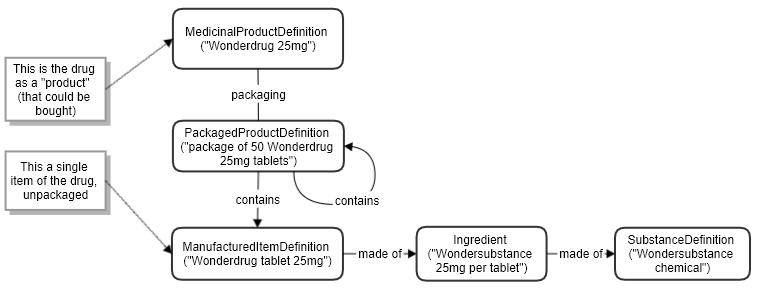 MedicinalProductDefinition
("Wonderdrug 25mg")
This is the drug
as a "product"
(that could be
bought)
packaging
PackagedProductDefinition
("package of 50 Wonderdrug
25mg tablets")
This a single
item of the drug,
unpackaged
contains
contains
ManufacturedItemDefinition
("Wonderdrug tablet 25mg")
made of
Ingredient
("Wondersubstance
25mg per tablet")
made of
SubstanceDefinition
("Wondersubstance
chemical")